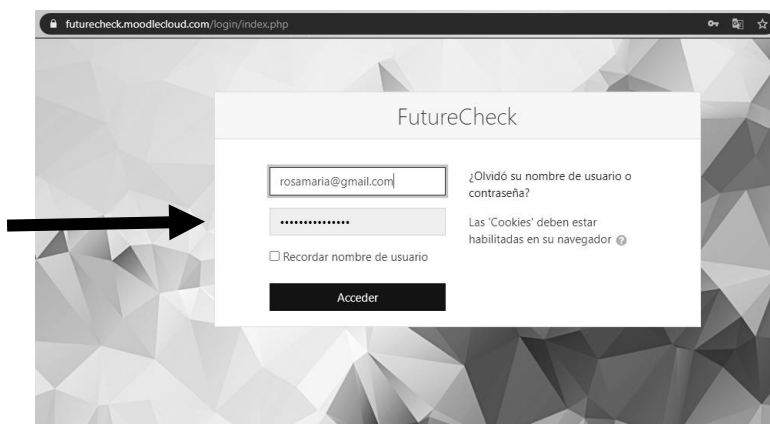 futurecheck.moodlecloud.com/login/index.php
FutureCheck
rosamaria@gmail.com
•••••••••••••••
Recordar nombre de usuario
Acceder
¿Olvidó su nombre de usuario o
contraseña?
Las 'Cookies' deben estar
habilitadas en su navegador